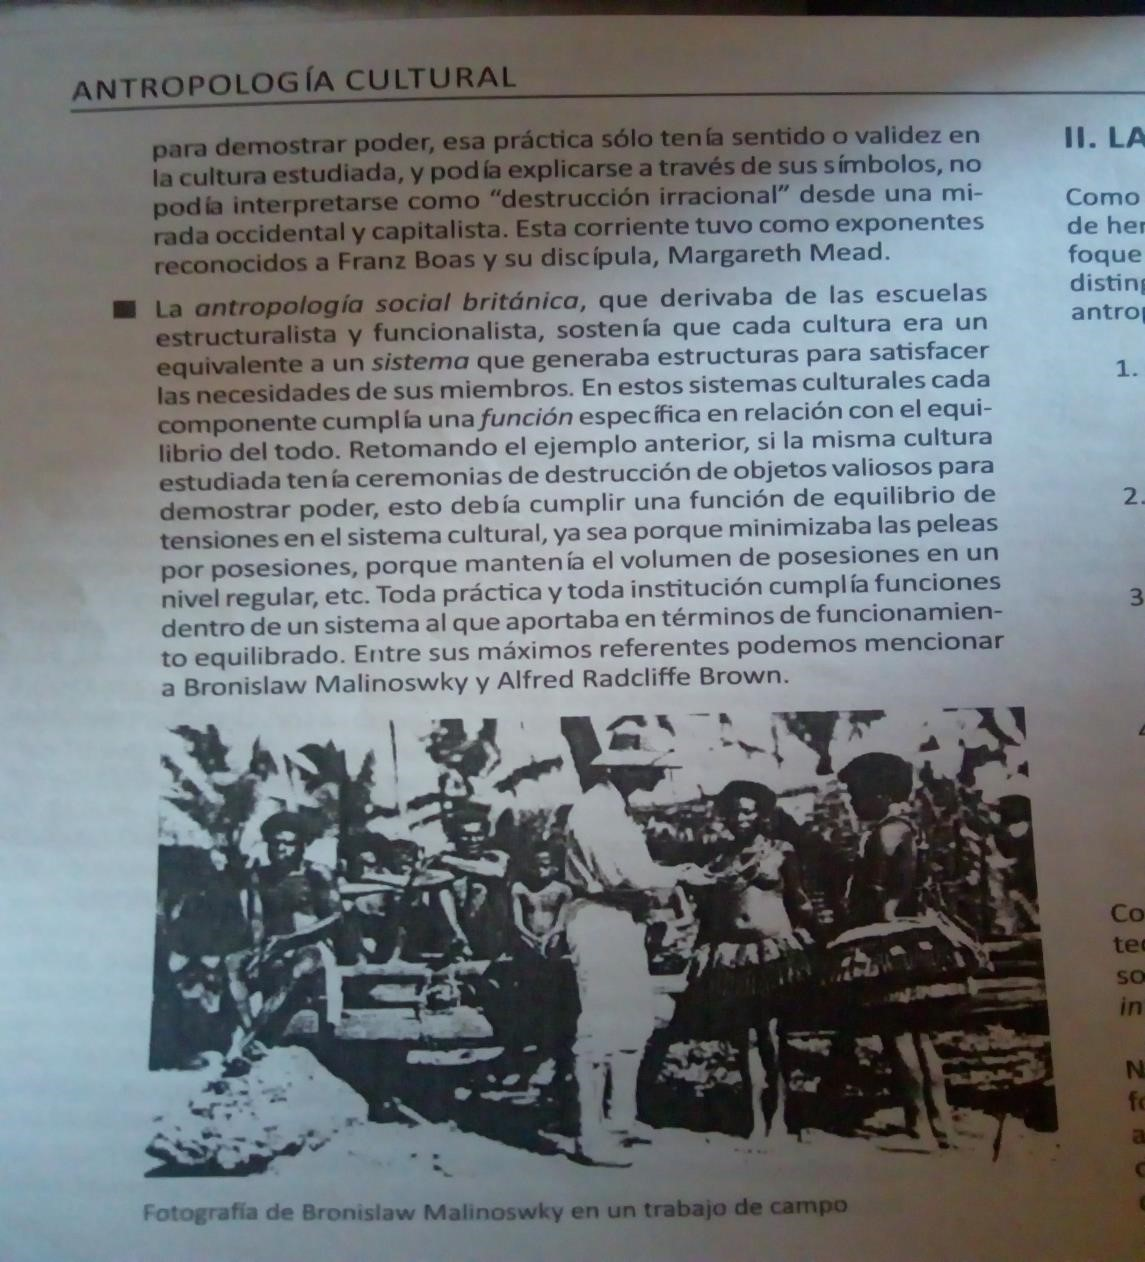 ANTROPOLOGÍA CULTURAL
para demostrar poder, esa práctica sólo tenía sentido o validez en
la cultura estudiada, y podía explicarse a través de sus símbolos, no
podía interpretarse como “destrucción irracional” desde una mi-
rada occidental y capitalista. Esta corriente tuvo como exponentes
reconocidos a Franz Boas y su discípula, Margareth Mead.
La antropología social británica, que derivaba de las escuelas
estructuralista y funcionalista, sostenía que cada cultura era un
equivalente a un sistema que generaba estructuras para satisfacer
las necesidades de sus miembros. En estos sistemas culturales cada
componente cumplía una función específica en relación con el equi-
librio del todo. Retomando el ejemplo anterior, si la misma cultura
estudiada tenía ceremonias de destrucción de objetos valiosos para
demostrar poder, esto debía cumplir una función de equilibrio de
tensiones en el sistema cultural, ya sea porque minimizaba las peleas
por posesiones, porque mantenía el volumen de posesiones en un
nivel regular, etc. Toda práctica y toda institución cumplía funciones
dentro de un sistema al que aportaba en términos de funcionamien-
to equilibrado. Entre sus máximos referentes podemos mencionar
a Bronislaw Malinoswky y Alfred Radcliffe Brown.
Fotografía de Bronislaw Malinoswky en un trabajo de campo
II. LA
Como
de her
foque
disting
antrop
1.
2.
3
Co
te
so
in
N
fo
a